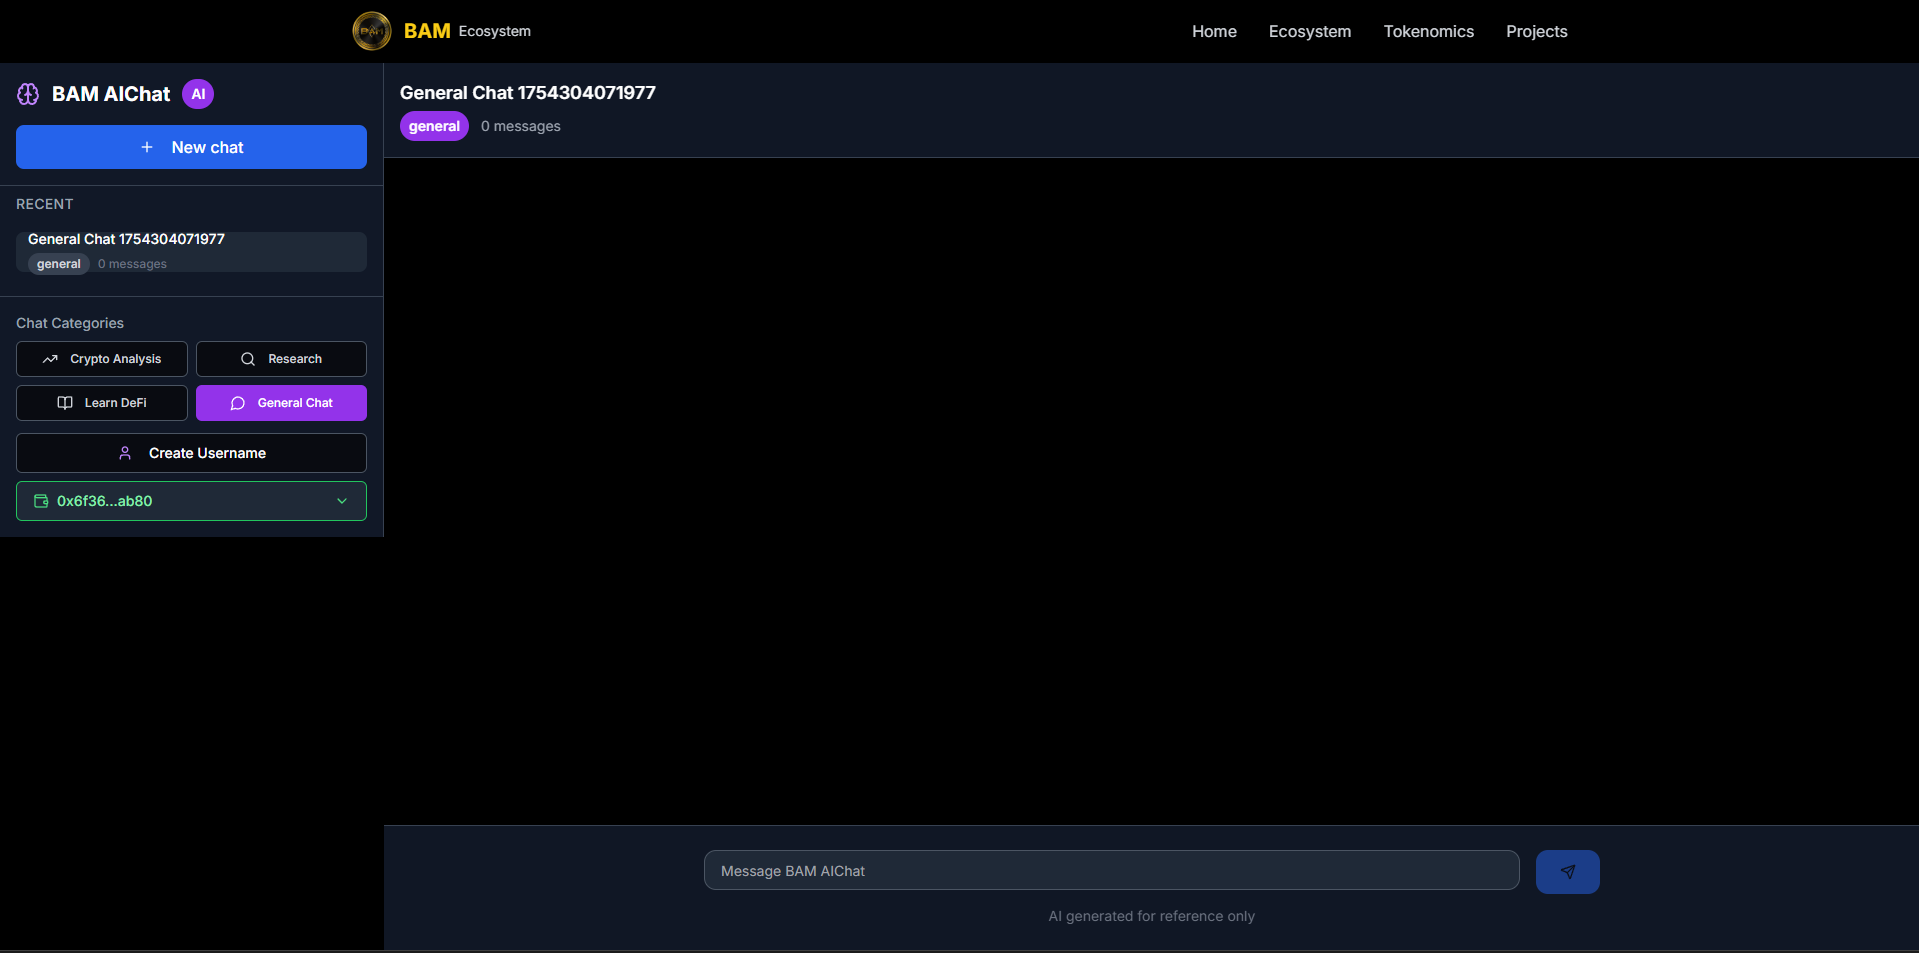 BAM Ecosystem
Home Ecosystem Tokenomics Projects
BAM AIChat AI
New chat
RECENT
General Chat 1754304071977
general 0 messages
Chat Categories
Crypto Analysis Research
Learn DeFi General Chat
Create Username
0x6f36...ab80
General Chat 1754304071977
general 0 messages
Message BAM AIChat
AI generated for reference only